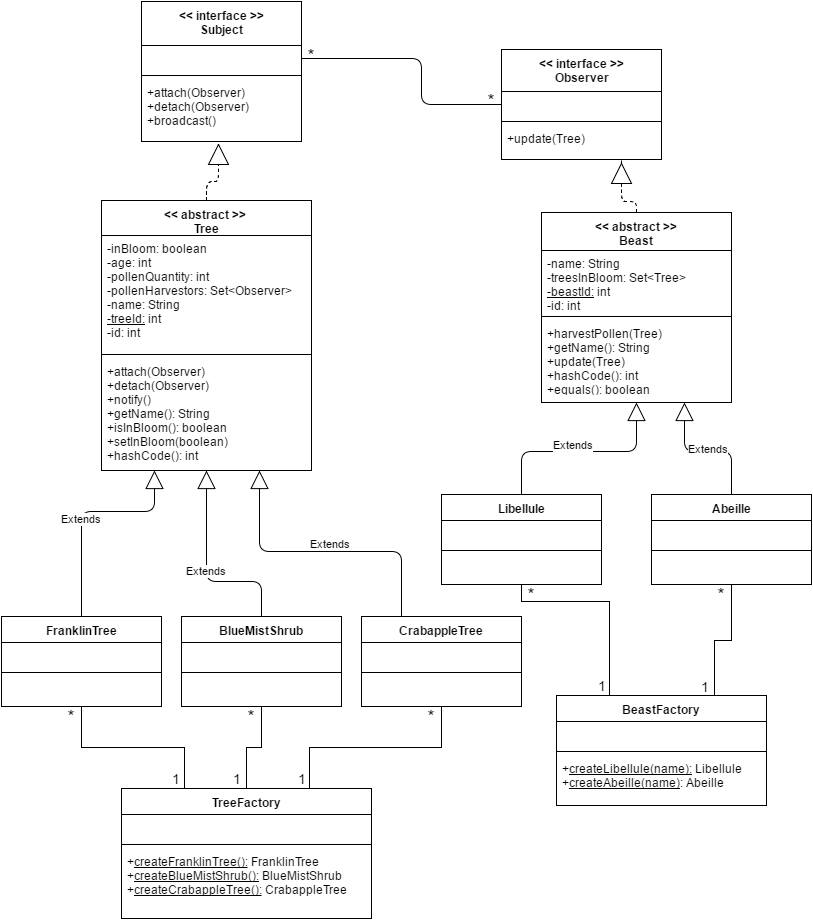 << interface >>
Subject
+attach(Observer)
+detach(Observer)
+broadcast()
*
*
<< interface >>
Observer
+update(Tree)
<< abstract >>
Tree
-inBloom: boolean
-age: int
-pollenQuantity: int
-pollenHarvestors: Set<Observer>
-name: String
-treeId: int
-id: int
+attach(Observer)
+detach(Observer)
+notify()
+getName(): String
+isInBloom(): boolean
+setInBloom(boolean)
+hashCode(): int
<< abstract >>
Beast
-name: String
-treesInBloom: Set<Tree>
-beastId: int
-id: int
+harvestPollen(Tree)
+getName(): String
+update(Tree)
+hashCode(): int
+equals(): boolean
Extends
Extends
Extends
Extends
Extends
Libellule
Abeille
FranklinTree
BlueMistShrub
CrabappleTree
*
*
1
1
BeastFactory
+createLibellule(name): Libellule
+createAbeille(name): Abeille
*
*
*
1
1
1
TreeFactory
+createFranklinTree(): FranklinTree
+createBlueMistShrub(): BlueMistShrub
+createCrabappleTree(): CrabappleTree